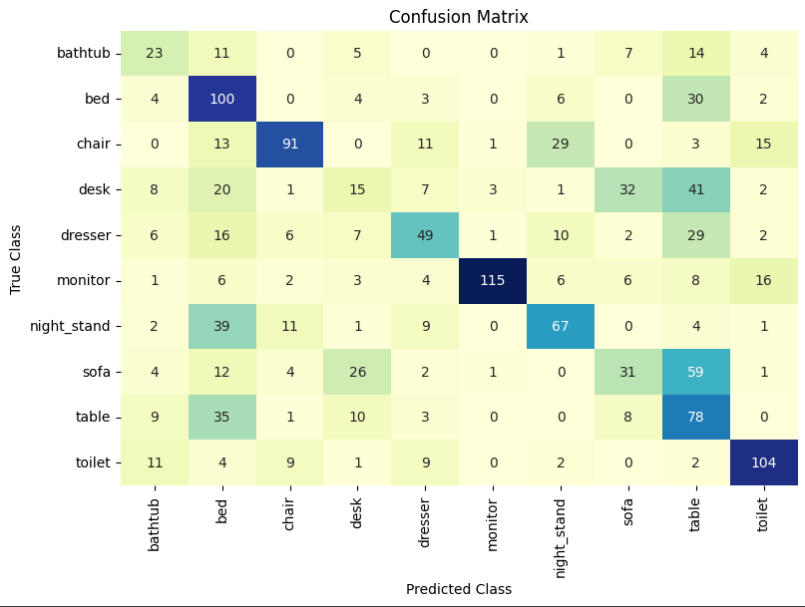 Confusion Matrix
bathtub 23 11 0 5 0 0 1 7 14 4
bed 4 100 0 4 3 0 6 0 30 2
chair 0 13 91 0 11 1 29 0 3 15
desk 8 20 1 15 7 3 1 32 41 2
dresser 6 16 6 7 49 1 10 2 29 2
monitor 1 6 2 3 4 115 6 6 8 16
night_stand 2 39 11 1 9 0 67 0 4 1
sofa 4 12 4 26 2 1 0 31 59 1
table 9 35 1 10 3 0 0 8 78 0
toilet 11 4 9 1 9 0 2 0 2 104
True Class
bathtub bed chair desk dresser monitor night_stand sofa table toilet
Predicted Class